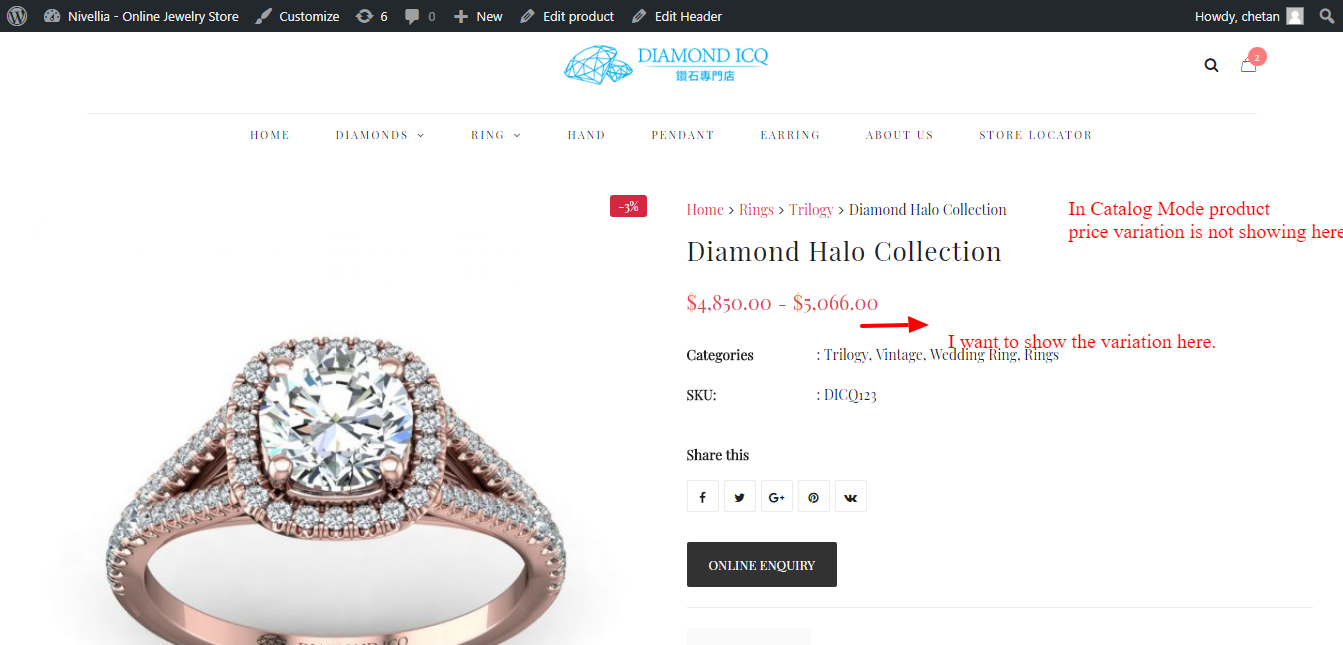 Nivellia - Online Jewelry Store Customize 6 0 New Edit product Edit Header Howdy, chetan
DIAMOND ICQ
鑽石專門店
2
HOME DIAMONDS RING HAND PENDANT EARRING ABOUT US STORE LOCATOR
-3%
Home > Rings > Trilogy > Diamond Halo Collection
In Catalog Mode product
price variation is not showing here
Diamond Halo Collection
$4,850.00 - $5,066.00
I want to show the variation here.
Categories : Trilogy, Vintage, Wedding Ring, Rings
SKU: : DICQ123
Share this
ONLINE ENQUIRY
DIAMOND ICQ